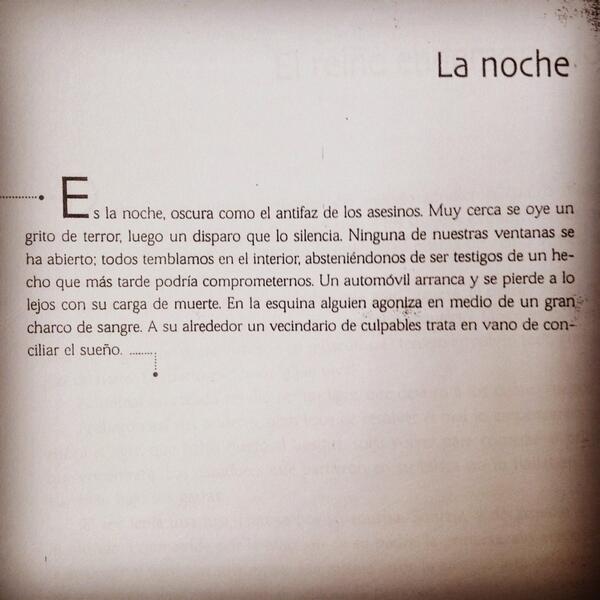 La noche
Es la noche, oscura como el antifaz de los asesinos. Muy cerca se oye un
grito de terror, luego un disparo que lo silencia. Ninguna de nuestras ventanas se
ha abierto; todos temblamos en el interior, absteniéndonos de ser testigos de un he-
cho que más tarde podría comprometernos. Un automóvil arranca y se pierde a lo
lejos con su carga de muerte. En la esquina alguien agoniza en medio de un gran
charco de sangre. A su alrededor un vecindario de culpables trata en vano de con-
ciliar el sueño.